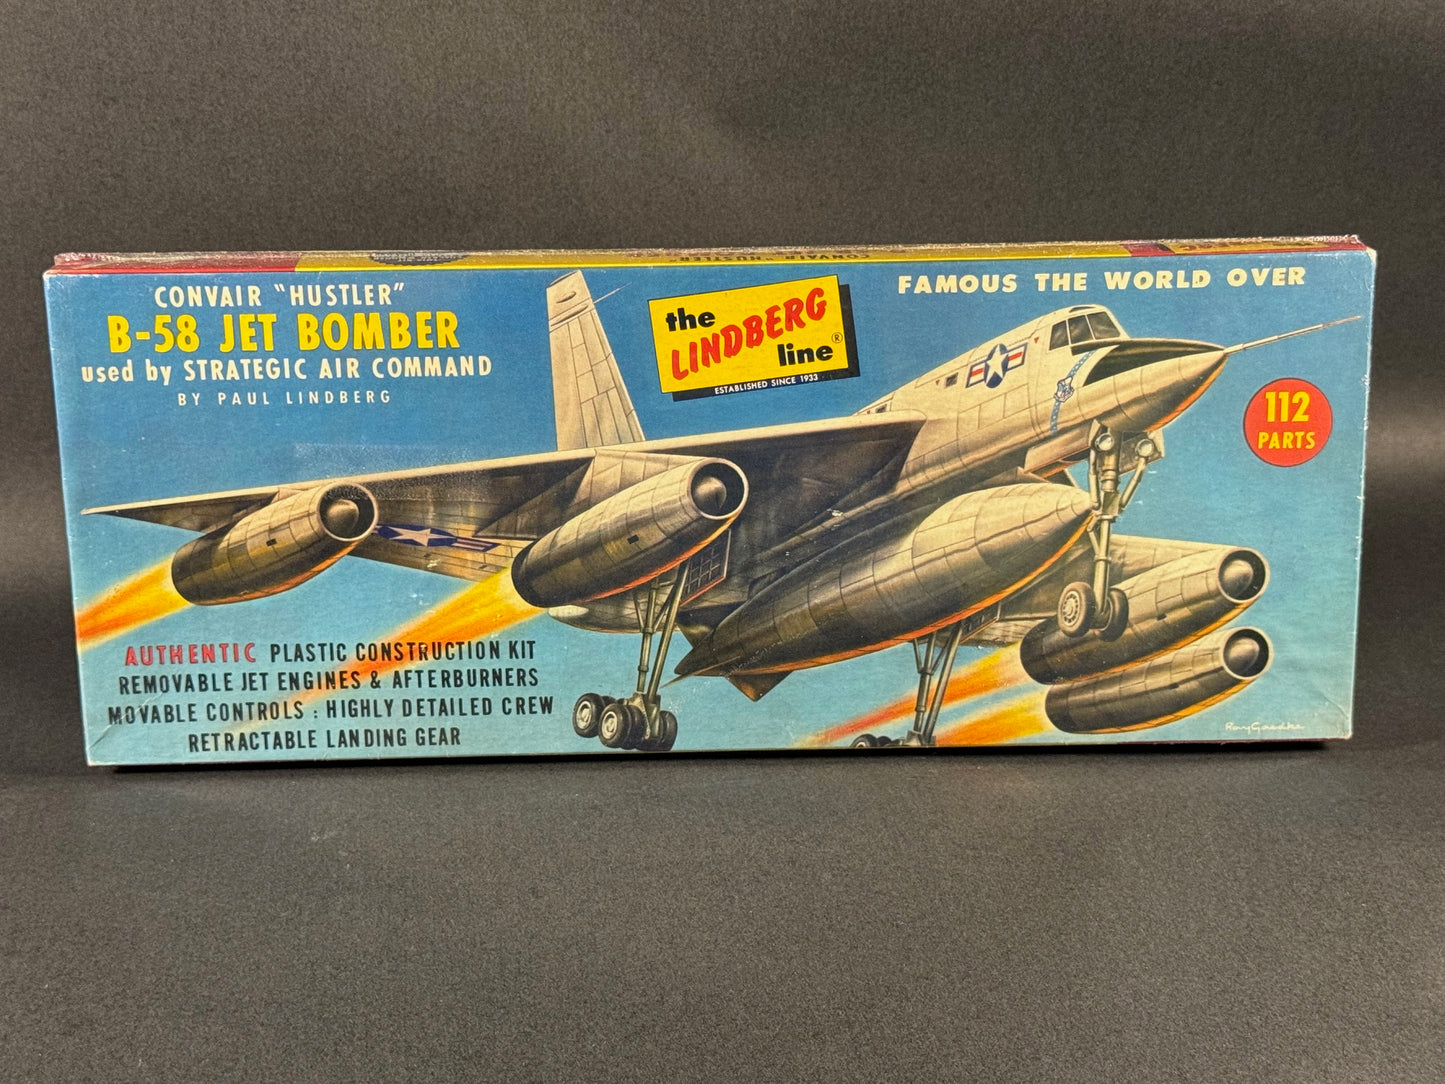 CONVAIR "HUSTLER"
CONVAIR "HUSTLER"
B-58 JET BOMBER
used by STRATEGIC AIR COMMAND
BY PAUL LINDBERG
the
LINDBERG®
line
ESTABLISHED SINCE 1933
FAMOUS THE WORLD OVER
112
PARTS
AUTHENTIC PLASTIC CONSTRUCTION KIT
REMOVABLE JET ENGINES & AFTERBURNERS
MOVABLE CONTROLS : HIGHLY DETAILED CREW
RETRACTABLE LANDING GEAR